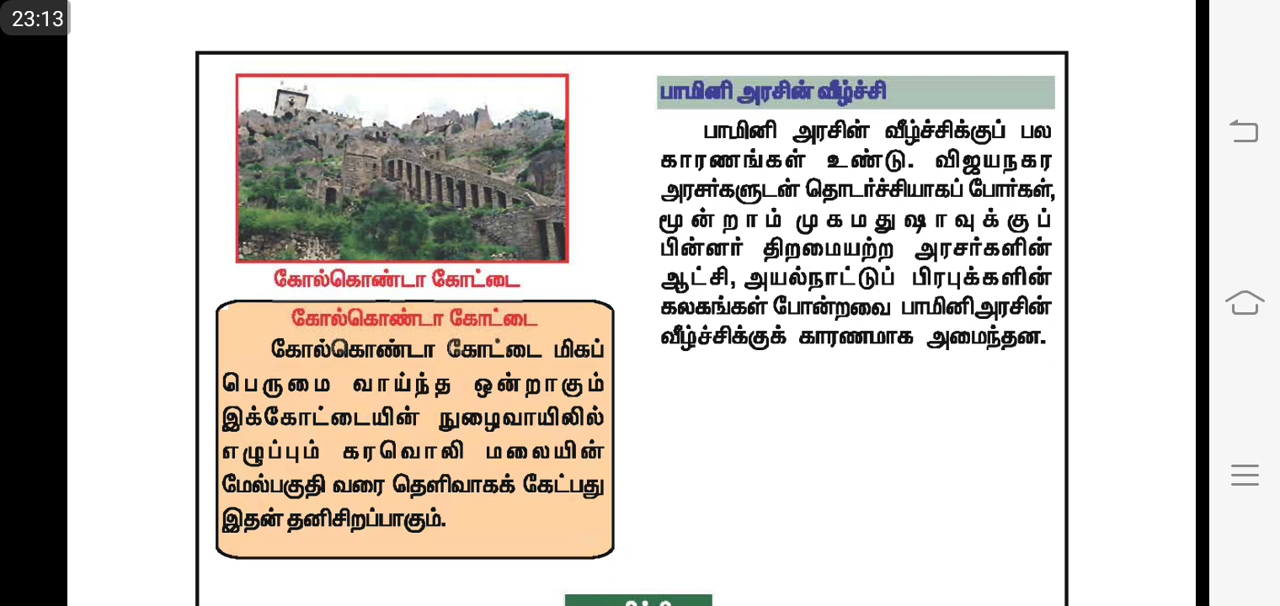 23:13
கோல்கொண்டா கோட்டை
கோல்கொண்டா கோட்டை
கோல்கொண்டா கோட்டை மிகப்
பெருமை வாய்ந்த ஒன்றாகும்
இக்கோட்டையின் நுழைவாயிலில்
எழுப்பும் கரவொலி மலையின்
மேல்பகுதி வரை தெளிவாகக் கேட்பது
இதன் தனிசிறப்பாகும்.
பாமினி அரசின் வீழ்ச்சி
பாமினி அரசின் வீழ்ச்சிக்குப் பல
காரணங்கள் உண்டு. விஜயநகர
அரசர்களுடன் தொடர்ச்சியாகப் போர்கள்,
மூன்றாம் முகமதுஷாவுக்குப்
பின்னர் திறமையற்ற அரசர்களின்
ஆட்சி, அயல்நாட்டுப் பிரபுக்களின்
கலகங்கள் போன்றவை பாமினிஅரசின்
வீழ்ச்சிக்குக் காரணமாக அமைந்தன.